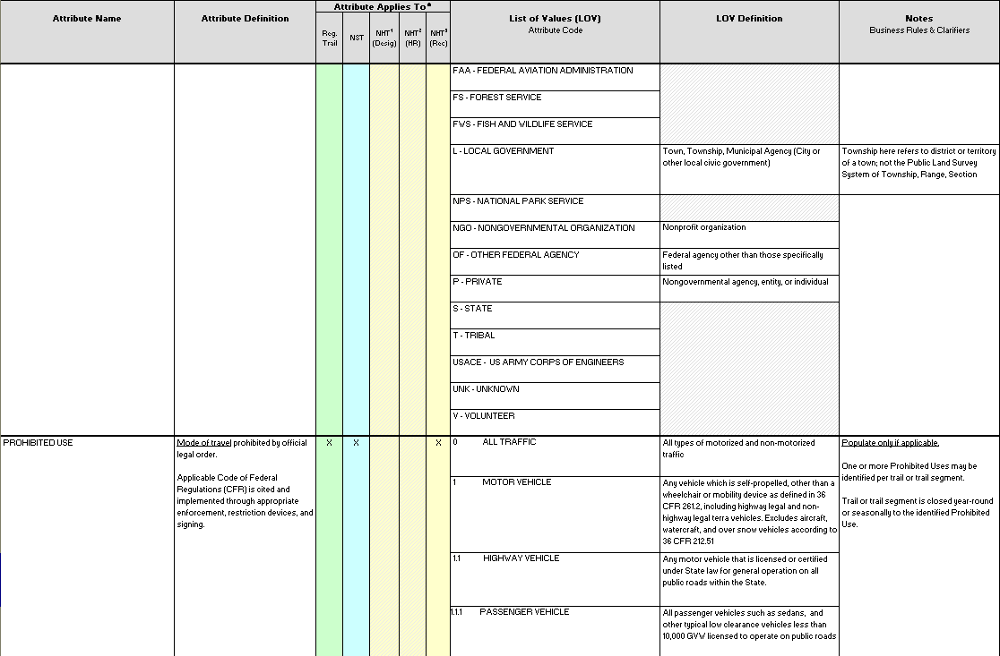 Attribute Name
Attribute Definition
Attribute Applies To*
Reg.
Trail
NST
NHT¹
(Desig)
NHT²
(HR)
NHT³
(Rec)
List of Values (LOV)
Attribute Code
LOV Definition
Notes
Business Rules & Clarifiers
FAA - FEDERAL AVIATION ADMINISTRATION
FS - FOREST SERVICE
FWS - FISH AND WILDLIFE SERVICE
L - LOCAL GOVERNMENT
Town, Township, Municipal Agency (City or
other local civic government)
Township here refers to district or territory
of a town; not the Public Land Survey
System of Township, Range, Section
NPS - NATIONAL PARK SERVICE
NGO - NONGOVERNMENTAL ORGANIZATION
Nonprofit organization
OF - OTHER FEDERAL AGENCY
Federal agency other than those specifically
listed
P - PRIVATE
Nongovernmental agency, entity, or individual
S - STATE
T - TRIBAL
USACE - US ARMY CORPS OF ENGINEERS
UNK - UNKNOWN
V - VOLUNTEER
PROHIBITED USE
Mode of travel prohibited by official
legal order.
Applicable Code of Federal
Regulations (CFR) is cited and
implemented through appropriate
enforcement, restriction devices, and
signing.
X
X
X
0 ALL TRAFFIC
All types of motorized and non-motorized
traffic
Populate only if applicable.
One or more Prohibited Uses may be
identified per trail or trail segment.
Trail or trail segment is closed year-round
or seasonally to the identified Prohibited
Use.
1 MOTOR VEHICLE
Any vehicle which is self-propelled, other than a
wheelchair or mobility device as defined in 36
CFR 261.2, including highway legal and non-
highway legal terra vehicles. Excludes aircraft,
watercraft, and over snow vehicles according to
36 CFR 212.51
1.1 HIGHWAY VEHICLE
Any motor vehicle that is licensed or certified
under State law for general operation on all
public roads within the State.
1.1.1 PASSENGER VEHICLE
All passenger vehicles such as sedans, and
other typical low clearance vehicles less than
10,000 GVW licensed to operate on public roads